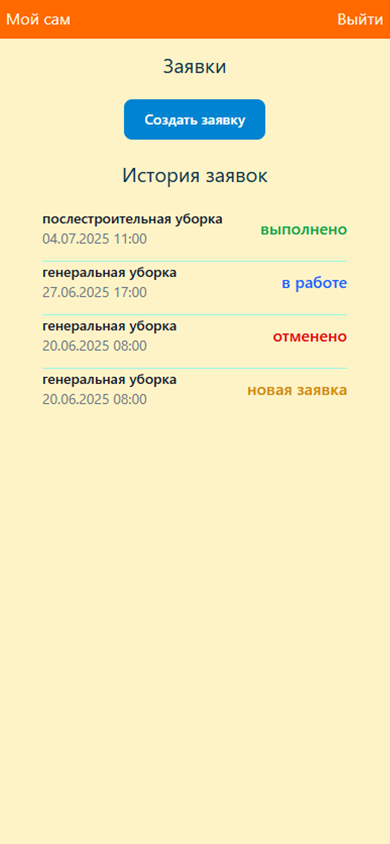 Мой сам
Выйти
Заявки
Создать заявку
История заявок
послестроительная уборка
04.07.2025 11:00
выполнено
генеральная уборка
27.06.2025 17:00
в работе
генеральная уборка
20.06.2025 08:00
отменено
генеральная уборка
20.06.2025 08:00
новая заявка